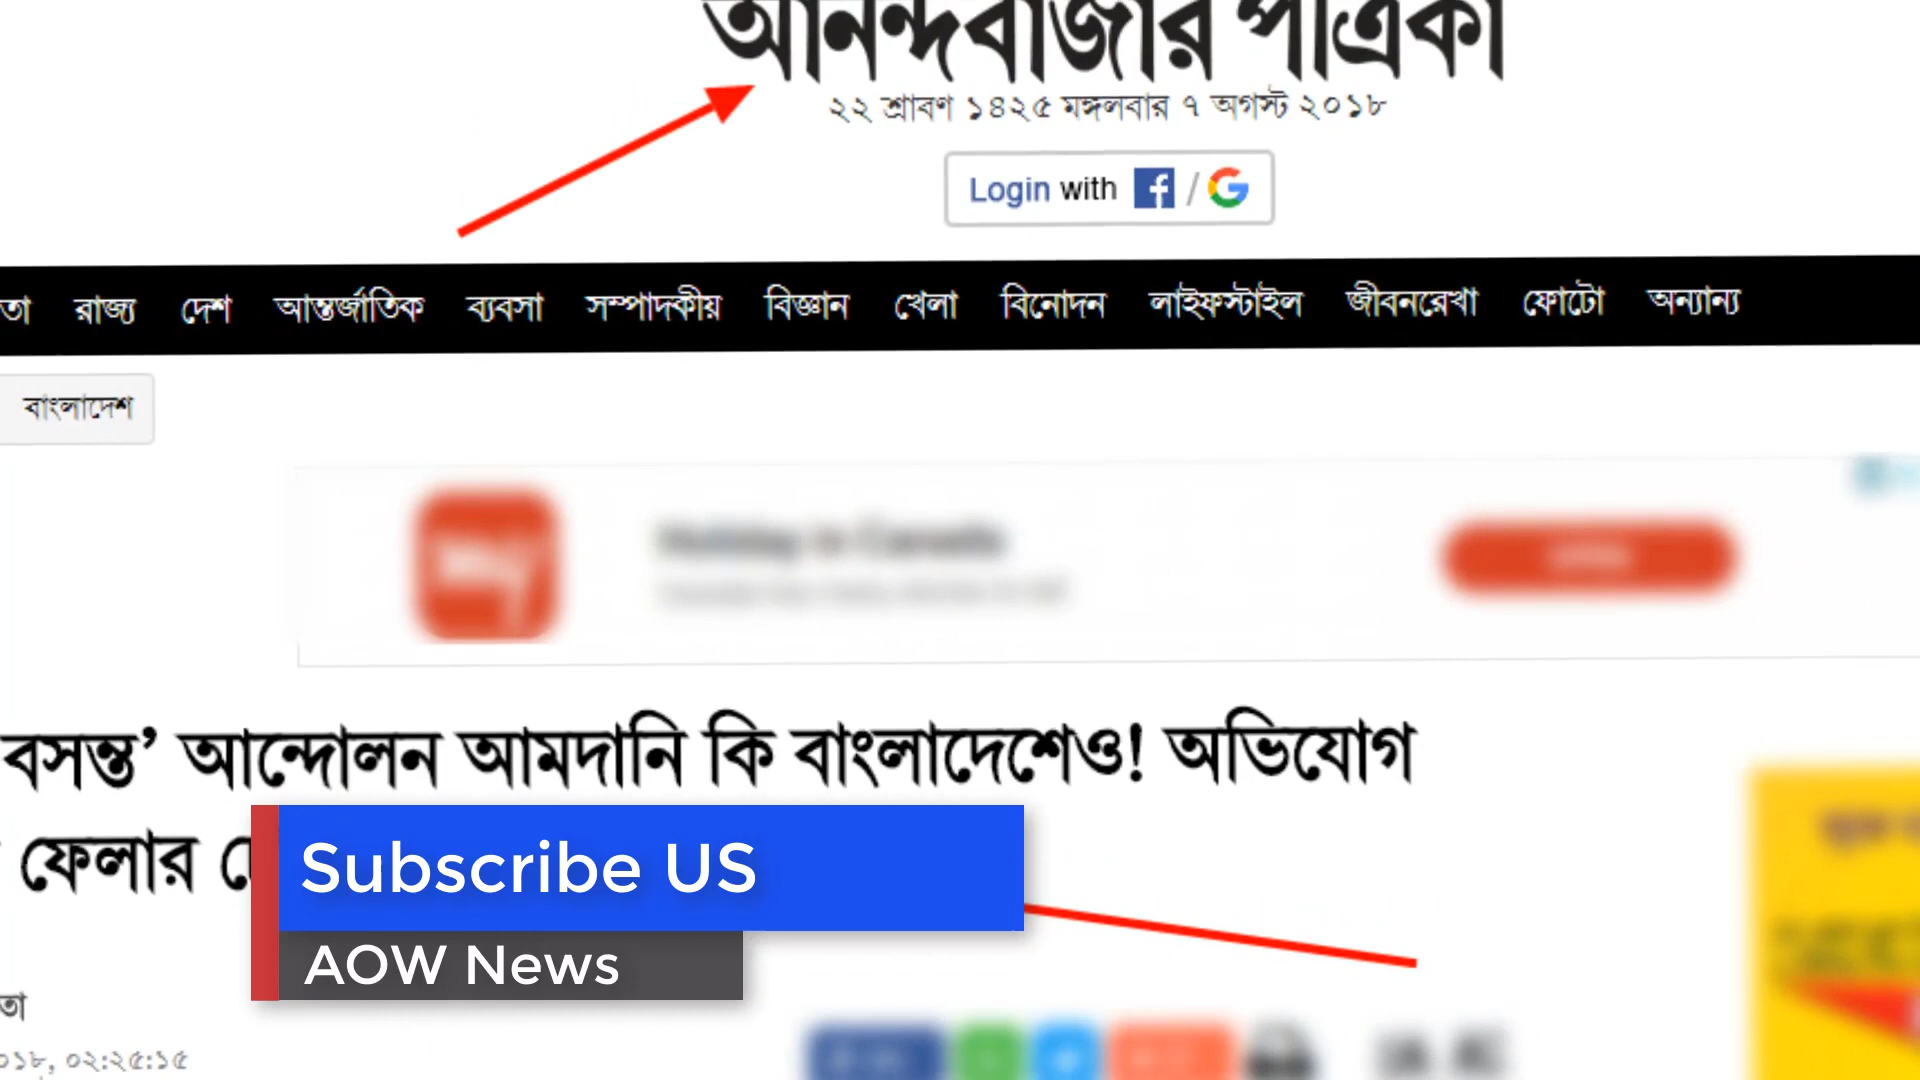 আনন্দবাজার পত্রিকা
২২ শ্রাবণ ১৪২৫ মঙ্গলবার ৭ অগস্ট ২০১৮
Login with
তা রাজ্য দেশ আন্তর্জাতিক ব্যবসা সম্পাদকীয় বিজ্ঞান খেলা বিনোদন লাইফস্টাইল জীবনরেখা ফোটো অন্যান্য
বাংলাদেশ
বসন্ত’ আন্দোলন আমদানি কি বাংলাদেশেও! অভিযোগ
ফেলার
Subscribe US
AOW News
তা
০১৮, ০২:২৫:১৫